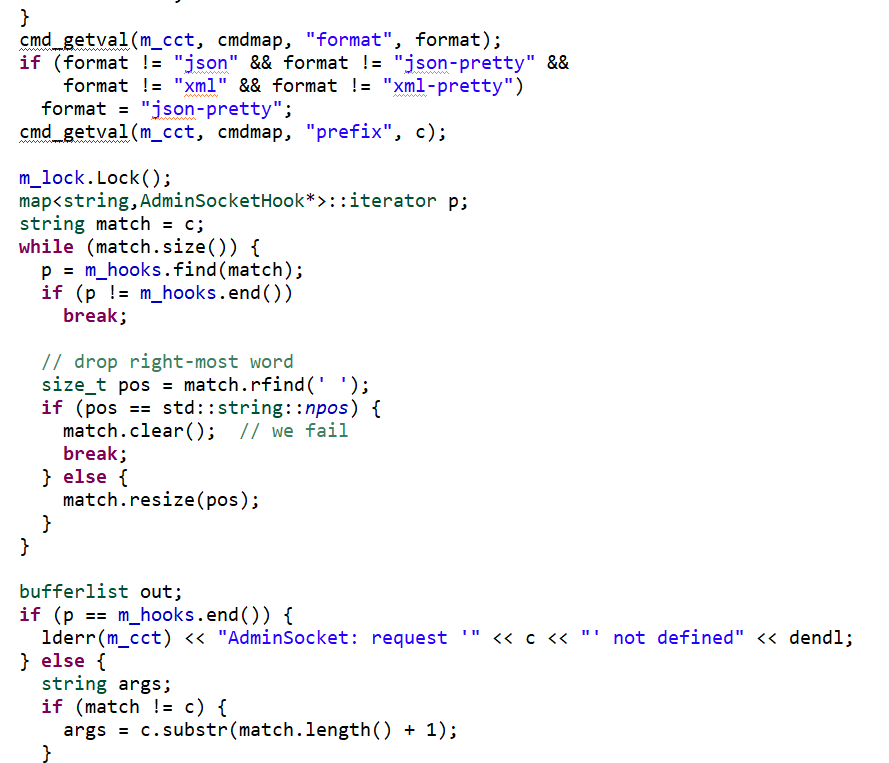 }
cmd_getval(m_cct, cmdmap, "format", format);
if (format != "json" && format != "json-pretty" &&
    format != "xml" && format != "xml-pretty")
  format = "json-pretty";
cmd_getval(m_cct, cmdmap, "prefix", c);

m_lock.Lock();
map<string,AdminSocketHook*>::iterator p;
string match = c;
while (match.size()) {
  p = m_hooks.find(match);
  if (p != m_hooks.end())
    break;

  // drop right-most word
  size_t pos = match.rfind(' ');
  if (pos == std::string::npos) {
    match.clear();  // we fail
    break;
  } else {
    match.resize(pos);
  }
}

bufferlist out;
if (p == m_hooks.end()) {
  lderr(m_cct) << "AdminSocket: request '" << c << "' not defined" << dendl;
} else {
  string args;
  if (match != c) {
    args = c.substr(match.length() + 1);
  }